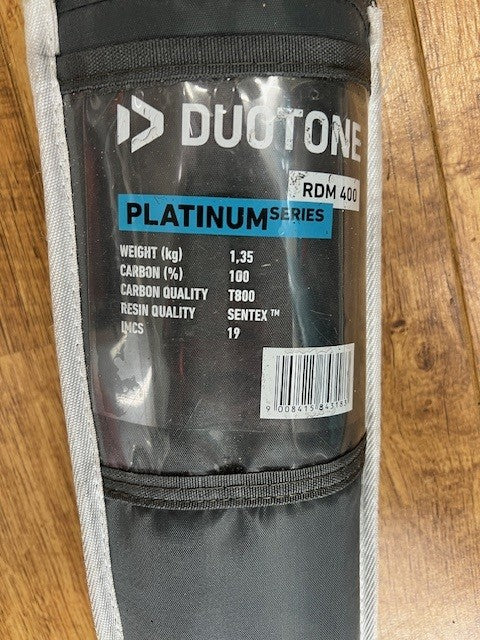 DUOTONE
RDM 400
PLATINUM SERIES
WEIGHT (kg) 1,35
CARBON (%) 100
CARBON QUALITY T800
RESIN QUALITY SENTEX™
IMCS 19